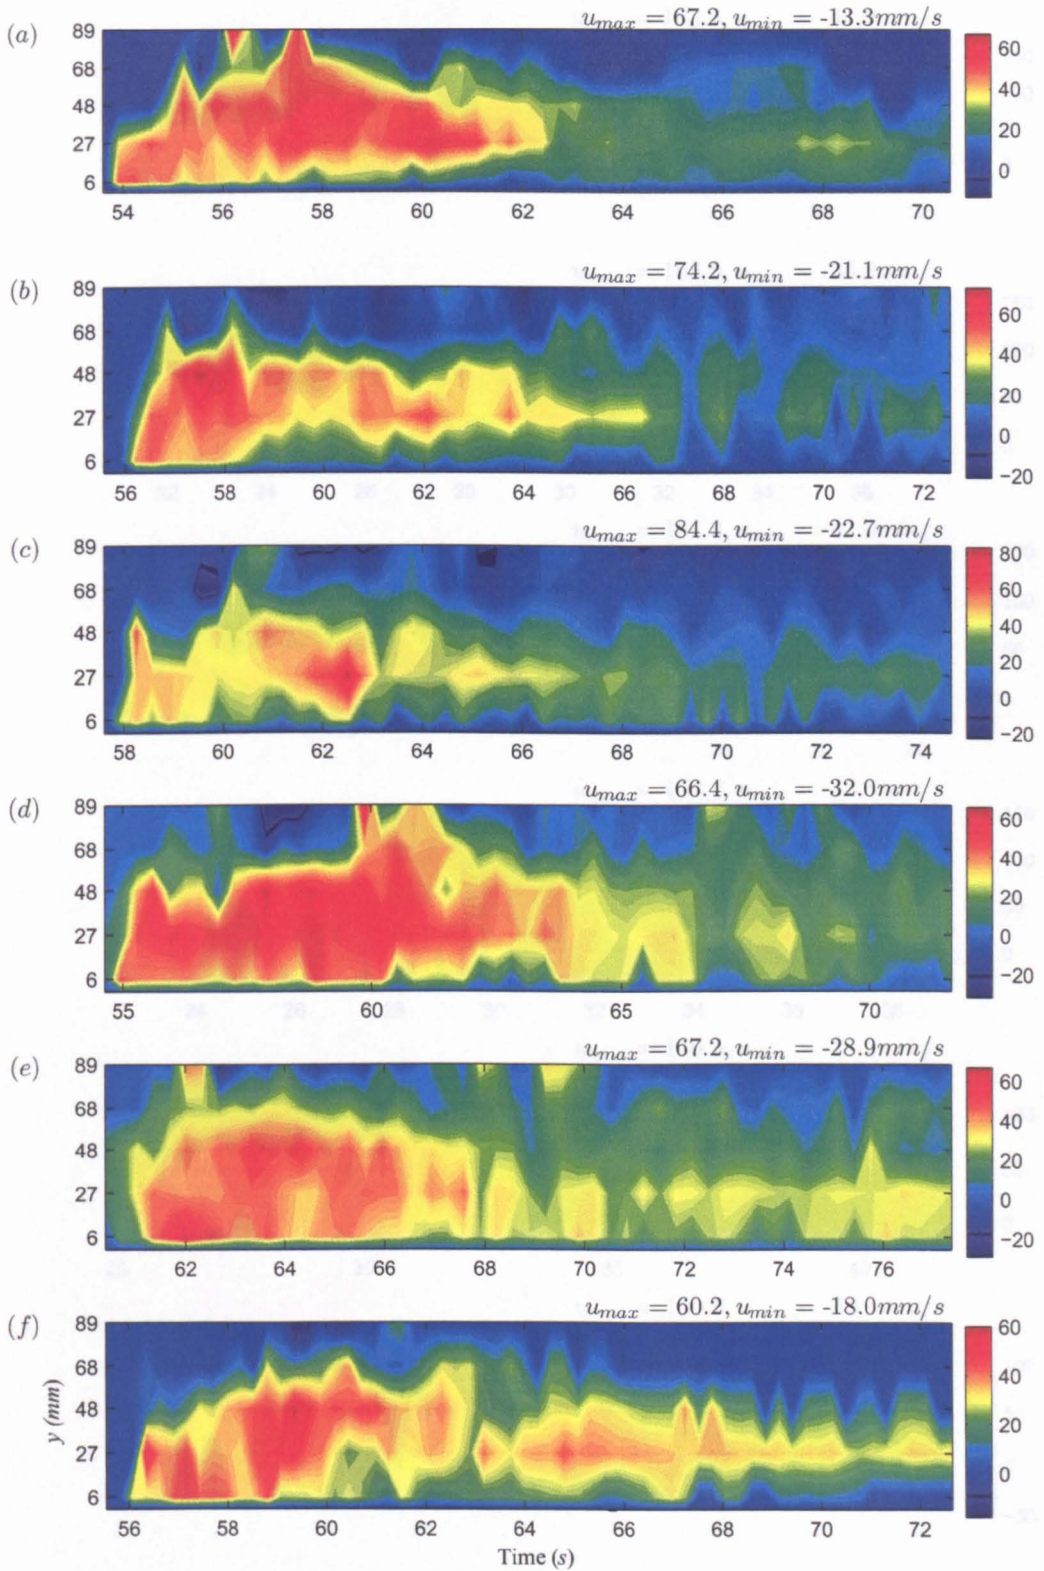 (a)
u_max = 67.2, u_min = -13.3mm/s
89
68
48
27
6
54 56 58 60 62 64 66 68 70
60
40
20
0
(b)
u_max = 74.2, u_min = -21.1mm/s
89
68
48
27
6
56 58 60 62 64 66 68 70 72
60
40
20
0
−20
(c)
u_max = 84.4, u_min = -22.7mm/s
89
68
48
27
6
58 60 62 64 66 68 70 72 74
80
60
40
20
0
−20
(d)
u_max = 66.4, u_min = -32.0mm/s
89
68
48
27
6
55 60 65 70
60
40
20
0
−20
(e)
u_max = 67.2, u_min = -28.9mm/s
89
68
48
27
6
62 64 66 68 70 72 74 76
60
40
20
0
−20
(f)
u_max = 60.2, u_min = -18.0mm/s
89
68
48
27
6
y (mm)
56 58 60 62 64 66 68 70 72
Time (s)
60
40
20
0